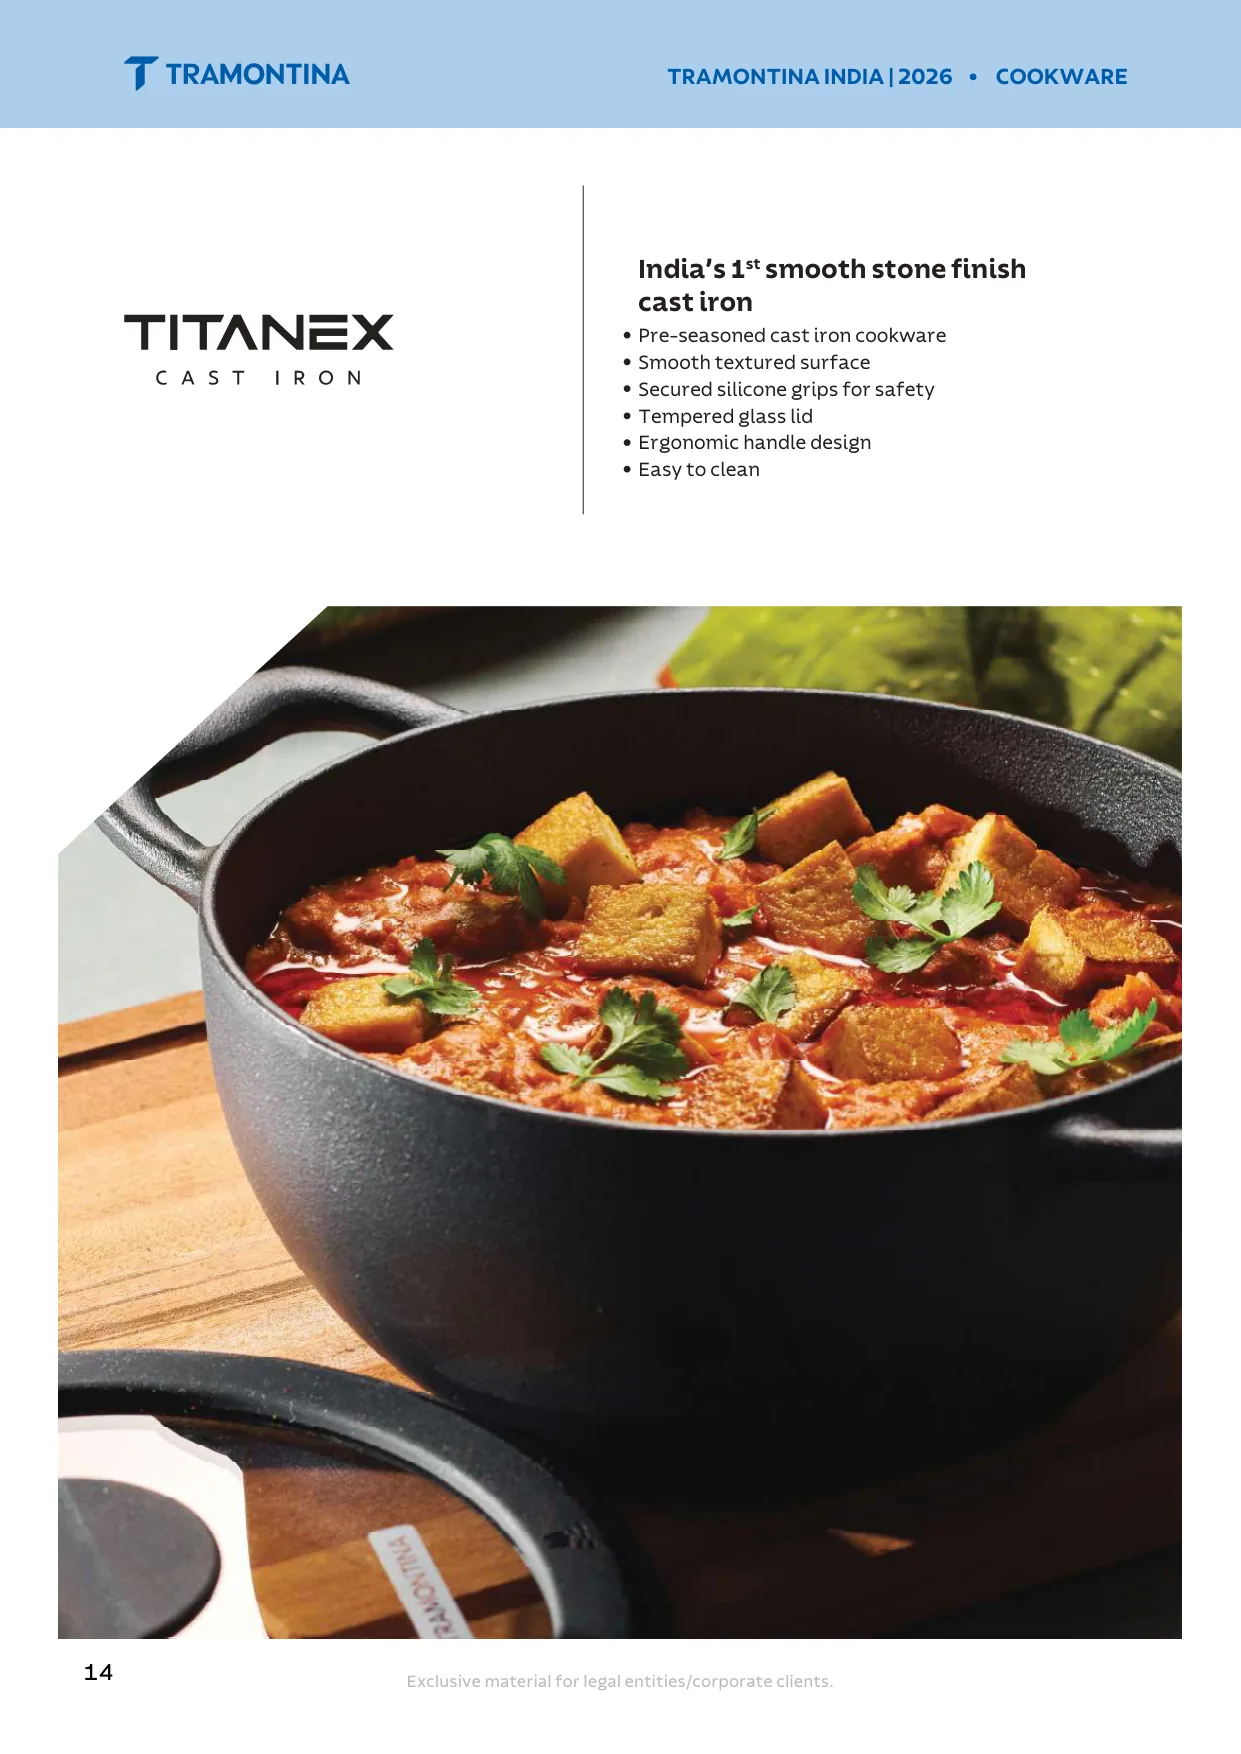 TRAMONTINA
TRAMONTINA INDIA | 2026 • COOKWARE
TITANEX
CAST IRON
India’s 1st smooth stone finish
cast iron
• Pre-seasoned cast iron cookware
• Smooth textured surface
• Secured silicone grips for safety
• Tempered glass lid
• Ergonomic handle design
• Easy to clean
TRAMONTINA
14
Exclusive material for legal entities/corporate clients.